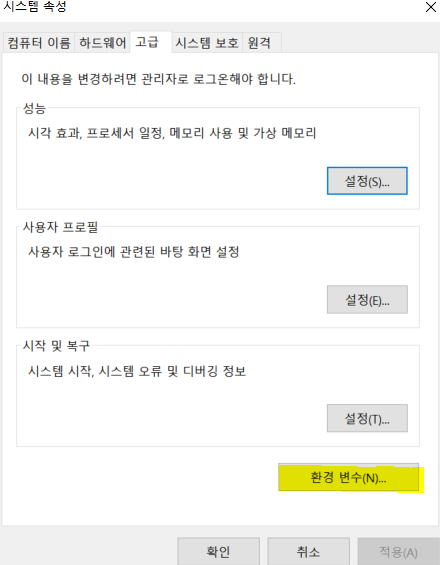 시스템 속성
컴퓨터 이름 하드웨어 고급 시스템 보호 원격
이 내용을 변경하려면 관리자로 로그온해야 합니다.
성능
시각 효과, 프로세서 일정, 메모리 사용 및 가상 메모리
설정(S)...
사용자 프로필
사용자 로그인에 관련된 바탕 화면 설정
설정(E)...
시작 및 복구
시스템 시작, 시스템 오류 및 디버깅 정보
설정(T)...
환경 변수(N)...
확인 취소 적용(A)